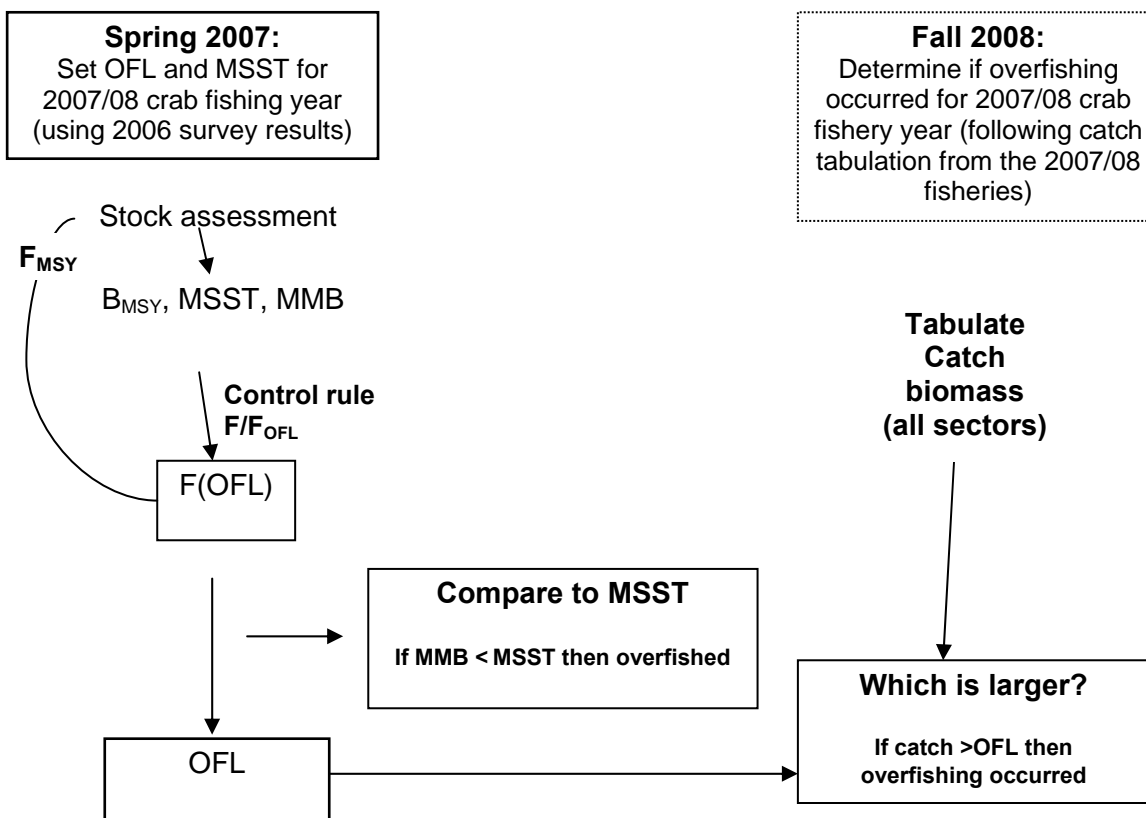 Spring 2007:
Set OFL and MSST for
2007/08 crab fishing year
(using 2006 survey results)
Fall 2008:
Determine if overfishing
occurred for 2007/08 crab
fishery year (following catch
tabulation from the 2007/08
fisheries)
Stock assessment
F_MSY
B_MSY, MSST, MMB
Control rule
F/F_OFL
F(OFL)
Tabulate
Catch
biomass
(all sectors)
Compare to MSST
If MMB < MSST then overfished
Which is larger?
If catch >OFL then
overfishing occurred
OFL